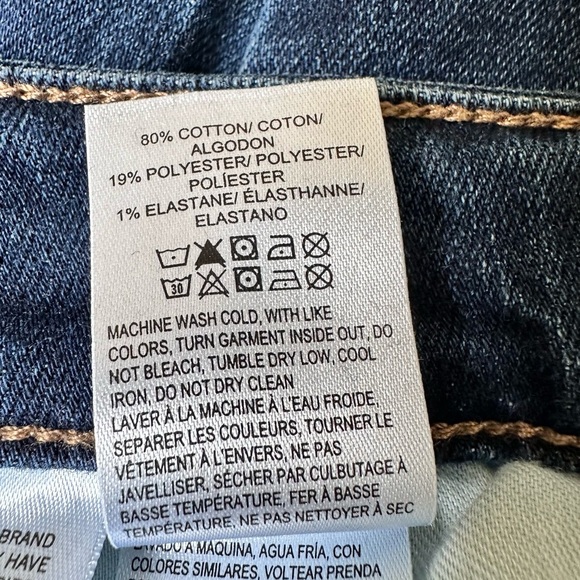 80% COTTON/ COTON/
ALGODON
19% POLYESTER/ POLYESTER/
POLÍESTER
1% ELASTANE/ ÉLASTHANNE/
ELASTANO
30
MACHINE WASH COLD, WITH LIKE
COLORS, TURN GARMENT INSIDE OUT, DO
NOT BLEACH, TUMBLE DRY LOW, COOL
IRON, DO NOT DRY CLEAN
LAVER À LA MACHINE À L'EAU FROIDE,
SEPARER LES COULEURS, TOURNER LE
VÊTEMENT À L'ENVERS, NE PAS
JAVELLISER, SÉCHER PAR CULBUTAGE À
BASSE TEMPÉRATURE, FER À BASSE
TEMPÉRATURE, NE PAS NETTOYER À SEC
A MAQUINA, AGUA FRÍA, CON
COLORES SIMILARES, VOLTEAR PRENDA
BRAND
HAVE